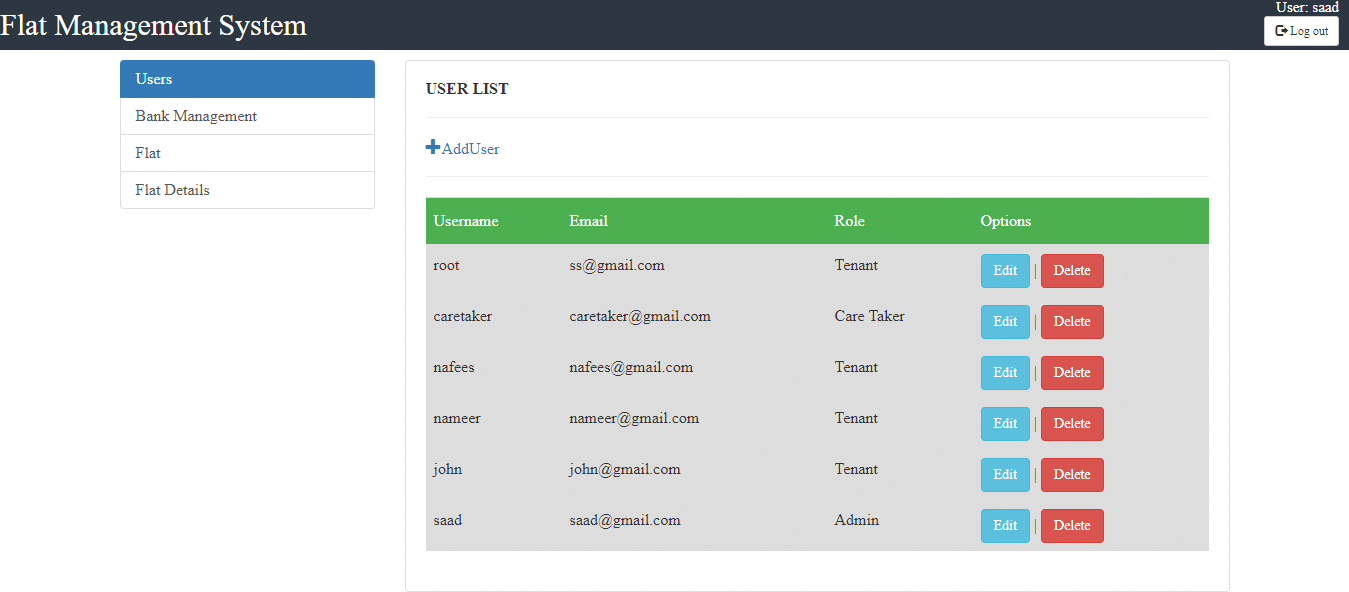 User: saad
Flat Management System
Log out
Users
Bank Management
Flat
Flat Details
USER LIST
AddUser
Username Email Role Options
root ss@gmail.com Tenant Edit | Delete
caretaker caretaker@gmail.com Care Taker Edit | Delete
nafees nafees@gmail.com Tenant Edit | Delete
nameer nameer@gmail.com Tenant Edit | Delete
john john@gmail.com Tenant Edit | Delete
saad saad@gmail.com Admin Edit | Delete